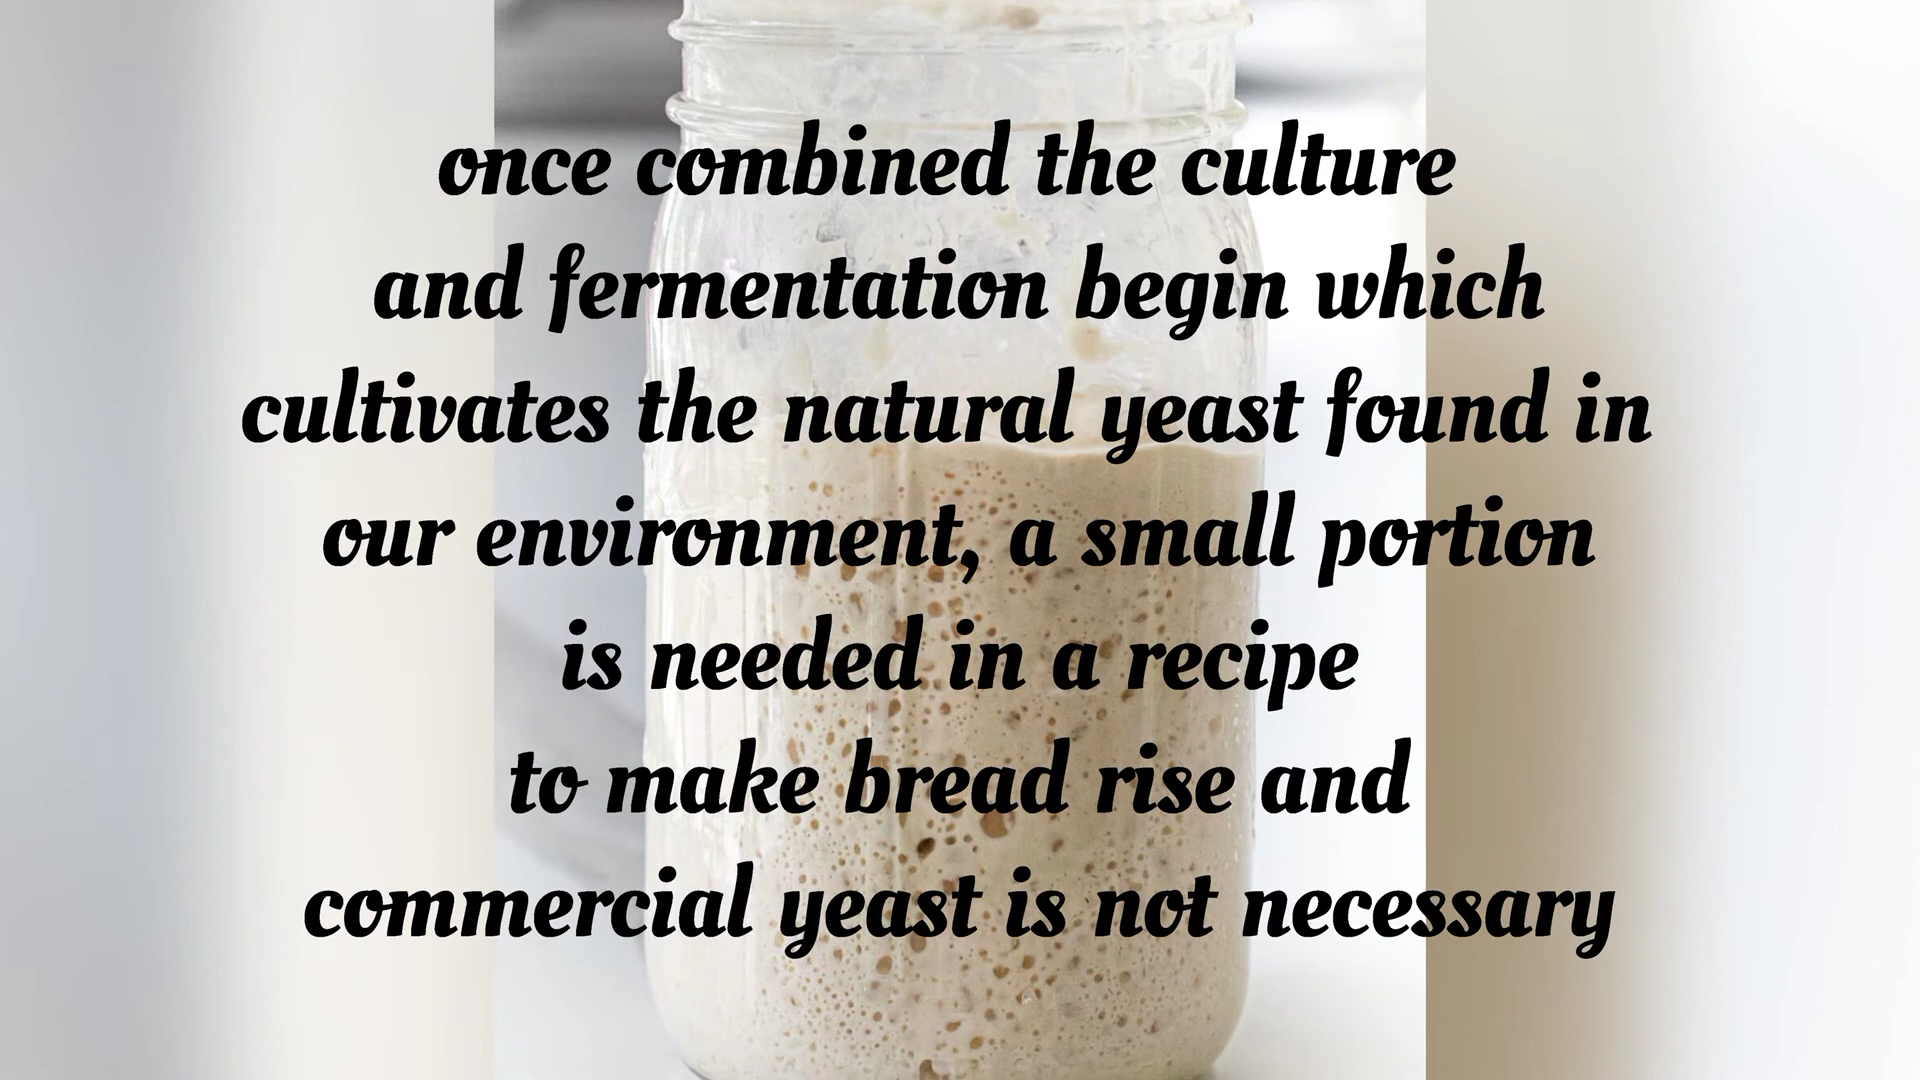 once combined the culture
and fermentation begin which
cultivates the natural yeast found in
our environment, a small portion
is needed in a recipe
to make bread rise and
commercial yeast is not necessary